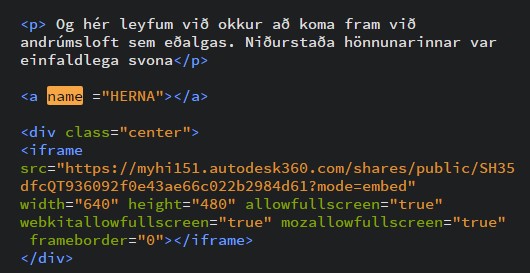 <p> Og hér leyfum við okkur að koma fram við
andrúmsloft sem eðalgas. Niðurstaða hönnunarinnar var
einfaldlega svona</p>
<a name ="HERNA"></a>
<div class="center">
<iframe
src="https://myhi151.autodesk360.com/shares/public/SH35
dfcQT936092f0e43ae66c022b2984d61?mode=embed"
width="640" height="480" allowfullscreen="true"
webkitallowfullscreen="true" mozallowfullscreen="true"
frameborder="0"></iframe>
</div>